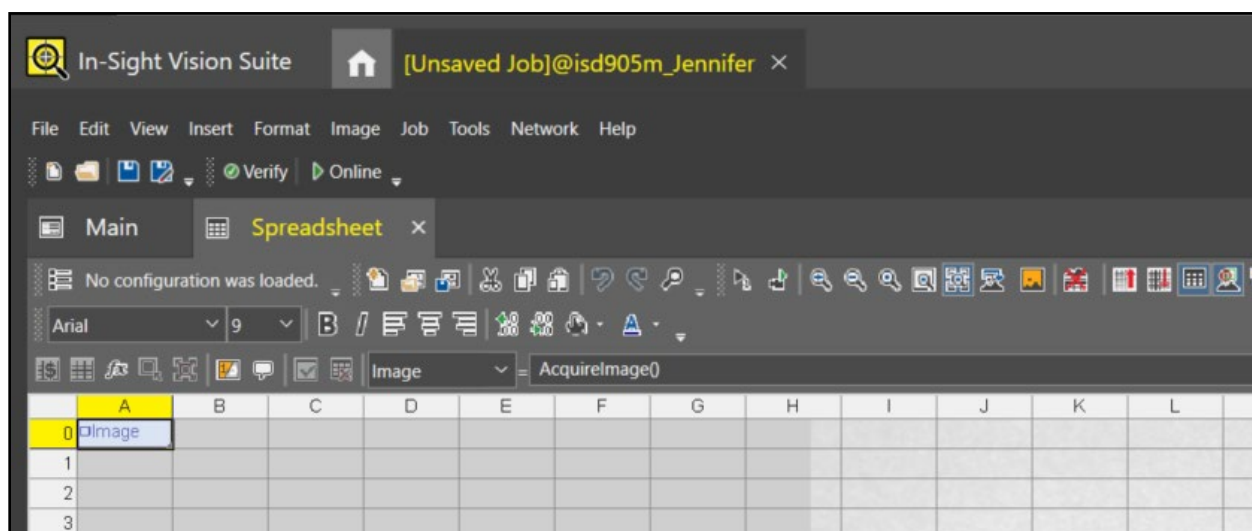 In-Sight Vision Suite [Unsaved Job]@isd905m_Jennifer ×
File Edit View Insert Format Image Job Tools Network Help
Verify Online
Main Spreadsheet ×
No configuration was loaded.
Arial 9 B I A
Image = AcquireImage()
A B C D E F G H I J K L
0 Image
1
2
3